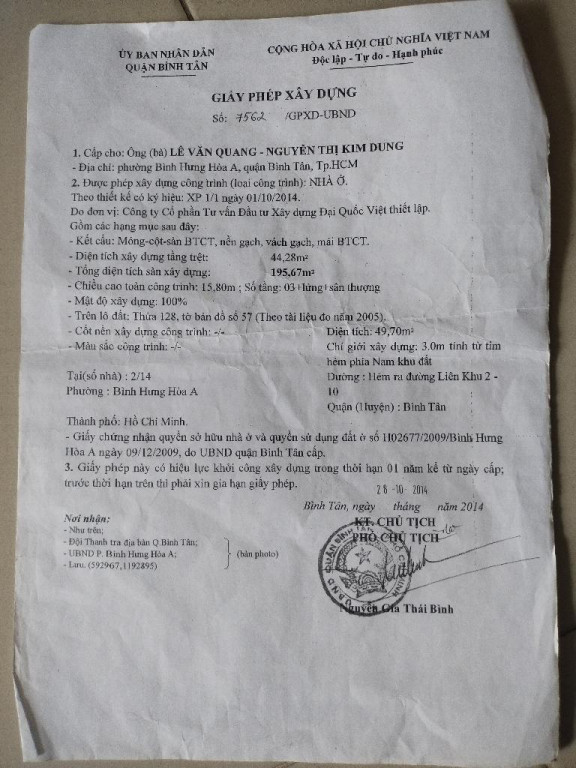 ỦY BAN NHÂN DÂN
QUẬN BÌNH TÂN
CỘNG HÒA XÃ HỘI CHỦ NGHĨA VIỆT NAM
Độc lập - Tự do - Hạnh phúc
GIẤY PHÉP XÂY DỰNG
Số: 7562 /GPXD-UBND
1. Cấp cho: Ông (bà) LÊ VĂN QUANG - NGUYỄN THỊ KIM DUNG
- Địa chỉ: phường Bình Hưng Hòa A, quận Bình Tân, Tp.HCM
2. Được phép xây dựng công trình (loại công trình): NHÀ Ở.
Theo thiết kế có ký hiệu: XP 1/1 ngày 01/10/2014.
Do đơn vị: Công ty Cổ phần Tư vấn Đầu tư Xây dựng Đại Quốc Việt thiết lập.
Gồm các hạng mục sau đây:
- Kết cấu: Móng-cột-sàn BTCT, nền gạch, vách gạch, mái BTCT.
- Diện tích xây dựng tầng trệt: 44,28m²
- Tổng diện tích sàn xây dựng: 195,67m²
- Chiều cao toàn công trình: 15,80m ; Số tầng: 03+lửng+sân thượng
- Mật độ xây dựng: 100%
- Trên lô đất: Thửa 128, tờ bản đồ số 57 (Theo tài liệu đo năm 2005).
- Cốt nền xây dựng công trình: -/- Diện tích: 49,70m²
- Màu sắc công trình: -/- Chỉ giới xây dựng: 3.0m tính từ tim
hẻm phía Nam khu đất
Tại(số nhà) : 2/14 Đường : Hẻm ra đường Liên Khu 2 -
10
Phường : Bình Hưng Hòa A
Quận (Huyện) : Bình Tân
Thành phố: Hồ Chí Minh.
- Giấy chứng nhận quyền sở hữu nhà ở và quyền sử dụng đất ở số H02677/2009/Bình Hưng
Hòa A ngày 09/12/2009, do UBND quận Bình Tân cấp.
3. Giấy phép này có hiệu lực khởi công xây dựng trong thời hạn 01 năm kể từ ngày cấp;
trước thời hạn trên thì phải xin gia hạn giấy phép.
28 -10- 2014
Bình Tân, ngày tháng năm 2014
KT. CHỦ TỊCH
PHÓ CHỦ TỊCH
Nơi nhận:
- Như trên;
- Đội Thanh tra địa bàn Q.Bình Tân;
- UBND P. Bình Hưng Hòa A;
- Lưu. (592967,1192895)
(bản photo)
Nguyễn Gia Thái Bình